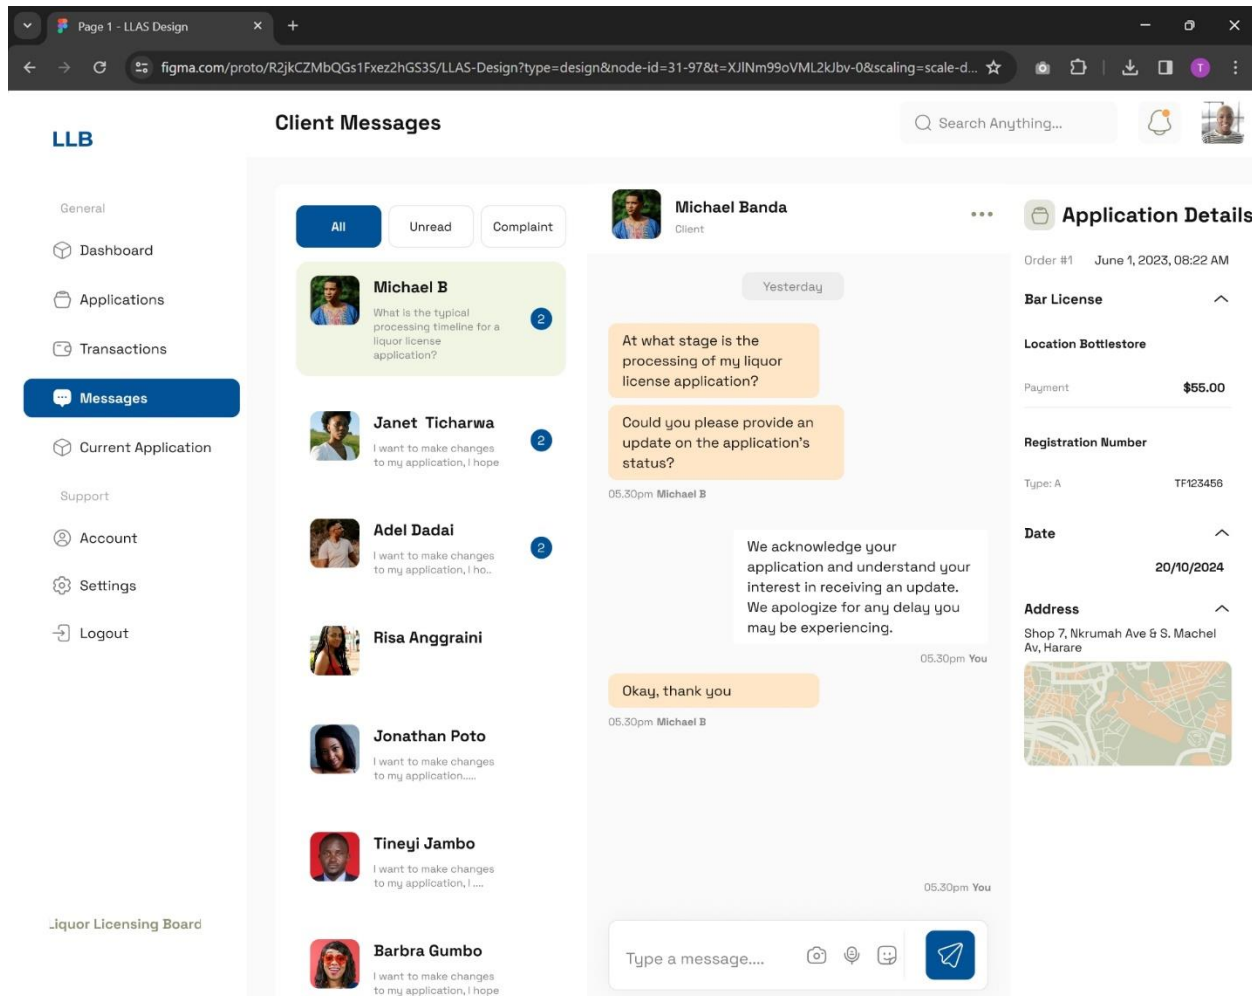 Page 1 - LLAS Design
figma.com/proto/R2jkCZMbQGs1Fxez2hGS3S/LLAS-Design?type=design&node-id=31-97&t=XJlNm99oVML2kJbv-0&scaling=scale-d...
T
LLB
Client Messages
Search Anything...
General
Dashboard
Applications
Transactions
Messages
Current Application
Support
Account
Settings
Logout
Liquor Licensing Board
All
Unread
Complaint
Michael B
What is the typical
processing timeline for a
liquor license
application?
2
Janet Ticharwa
I want to make changes
to my application, I hope
2
Adel Dadai
I want to make changes
to my application, I ho..
2
Risa Anggraini
Jonathan Poto
I want to make changes
to my application.....
Tineyi Jambo
I want to make changes
to my application, I ....
Barbra Gumbo
I want to make changes
to my application, I hope
Michael Banda
Client
Yesterday
At what stage is the
processing of my liquor
license application?
Could you please provide an
update on the application's
status?
05.30pm Michael B
We acknowledge your
application and understand your
interest in receiving an update.
We apologize for any delay you
may be experiencing.
05.30pm You
Okay, thank you
05.30pm Michael B
05.30pm You
Type a message....
Application Details
Order #1 June 1, 2023, 08:22 AM
Bar License
Location Bottlestore
Payment $55.00
Registration Number
Type: A TF123456
Date
20/10/2024
Address
Shop 7, Nkrumah Ave & S. Machel
Av, Harare